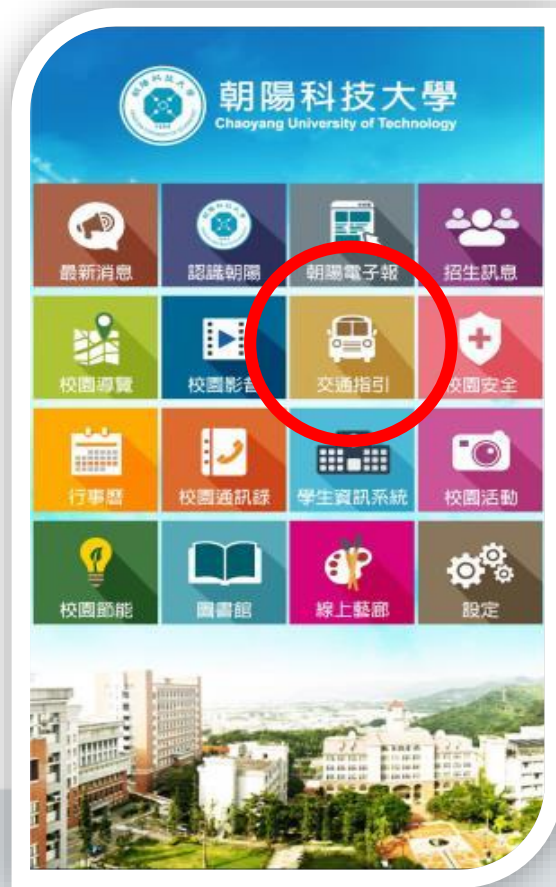 朝陽科技大學
Chaoyang University of Technology
最新消息
認識朝陽
朝陽電子報
招生訊息
校園導覽
校園影音
交通指引
校園安全
行事曆
校園通訊錄
學生資訊系統
校園活動
校園節能
圖書館
線上藝廊
設定